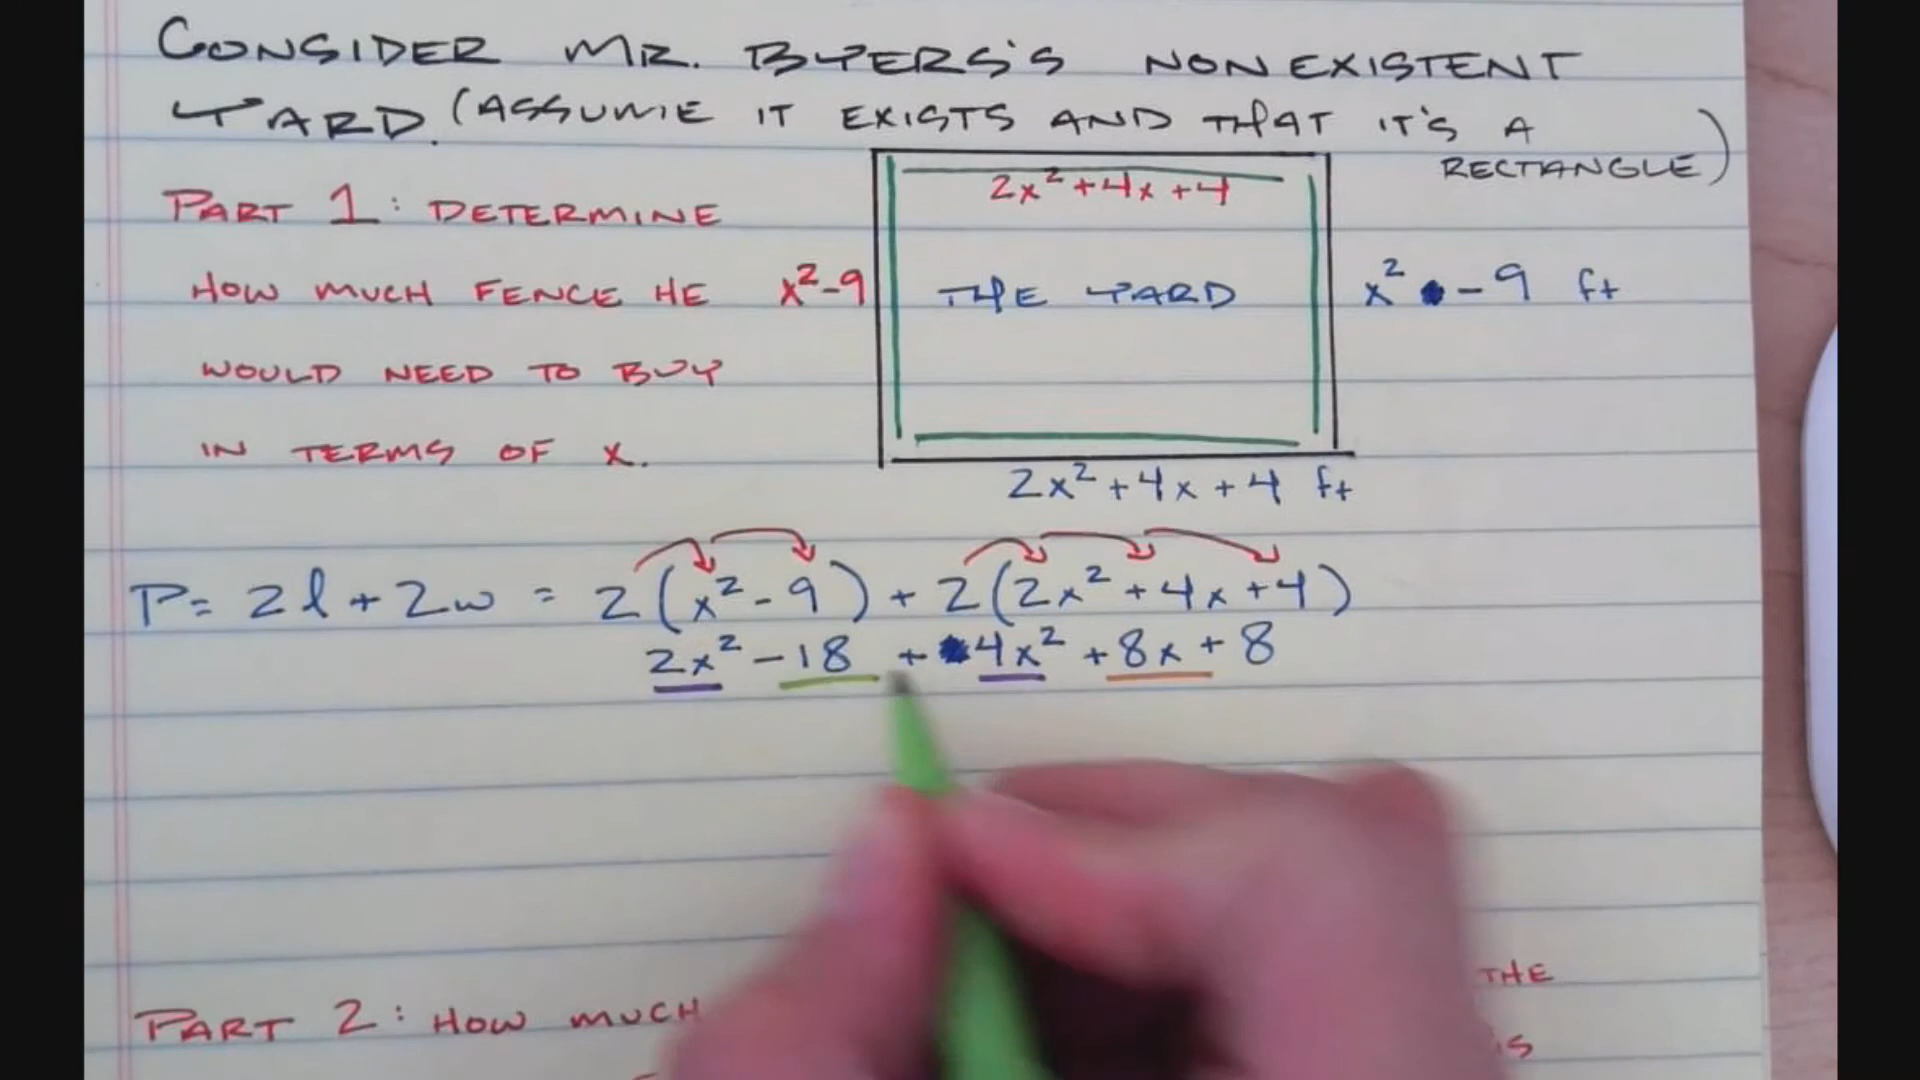 CONSIDER MR. BYERS'S NONEXISTENT
YARD. (ASSUME IT EXISTS AND THAT IT'S A
RECTANGLE)
PART 1: DETERMINE
HOW MUCH FENCE HE
WOULD NEED TO BUY
IN TERMS OF X.
2x² + 4x + 4
x² - 9
THE YARD
x² - 9 ft
2x² + 4x + 4 ft
P = 2l + 2w = 2(x² - 9) + 2(2x² + 4x + 4)
2x² - 18 + 4x² + 8x + 8
PART 2: HOW MUCH
THE
IS